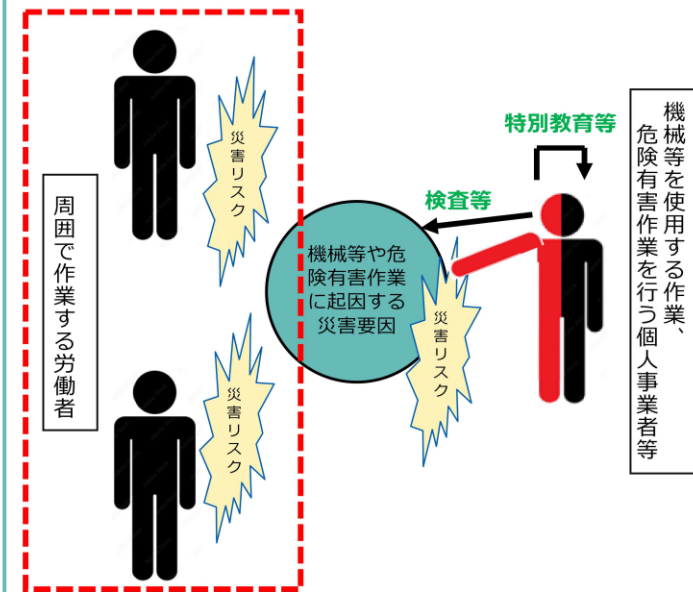 機械等を使用する作業、
危険有害作業を行う個人事業者等
特別教育等
検査等
災害リスク
機械等や危
険有害作業
に起因する
災害要因
災害リスク
周囲で作業する労働者
災害リスク